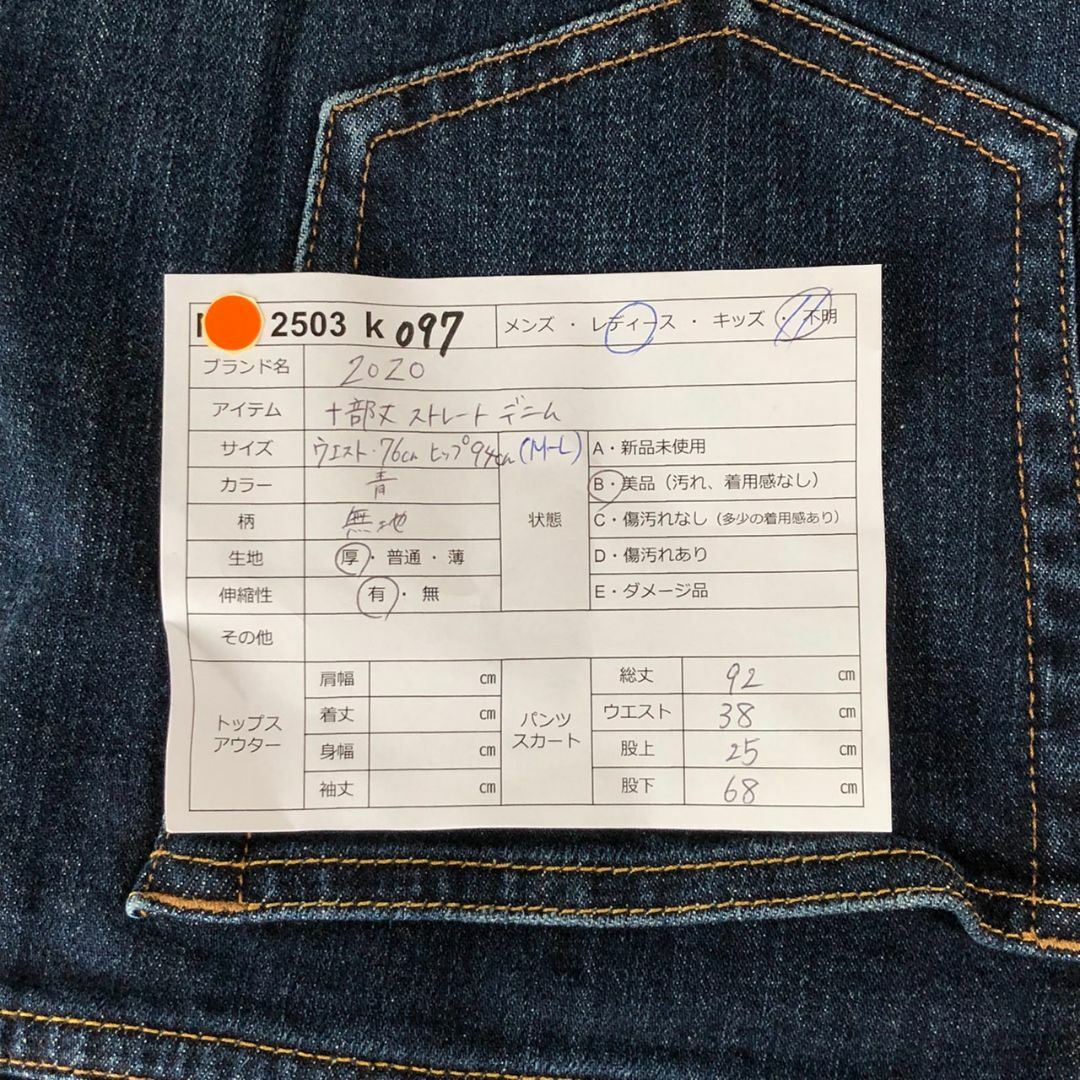 2503 k 097 メンズ ・ レディース ・ キッズ ・ 不明
ブランド名 2020
アイテム 十部丈 ストレート デニム
サイズ ウエスト・76cm ヒップ94cm (M-L)
カラー 青
柄 無地
生地 厚・普通・薄
伸縮性 有・無
状態
A・新品未使用
B・美品（汚れ、着用感なし）
C・傷汚れなし（多少の着用感あり）
D・傷汚れあり
E・ダメージ品
その他
トップス
アウター
肩幅 cm
着丈 cm
身幅 cm
袖丈 cm
パンツ
スカート
総丈 92 cm
ウエスト 38 cm
股上 25 cm
股下 68 cm